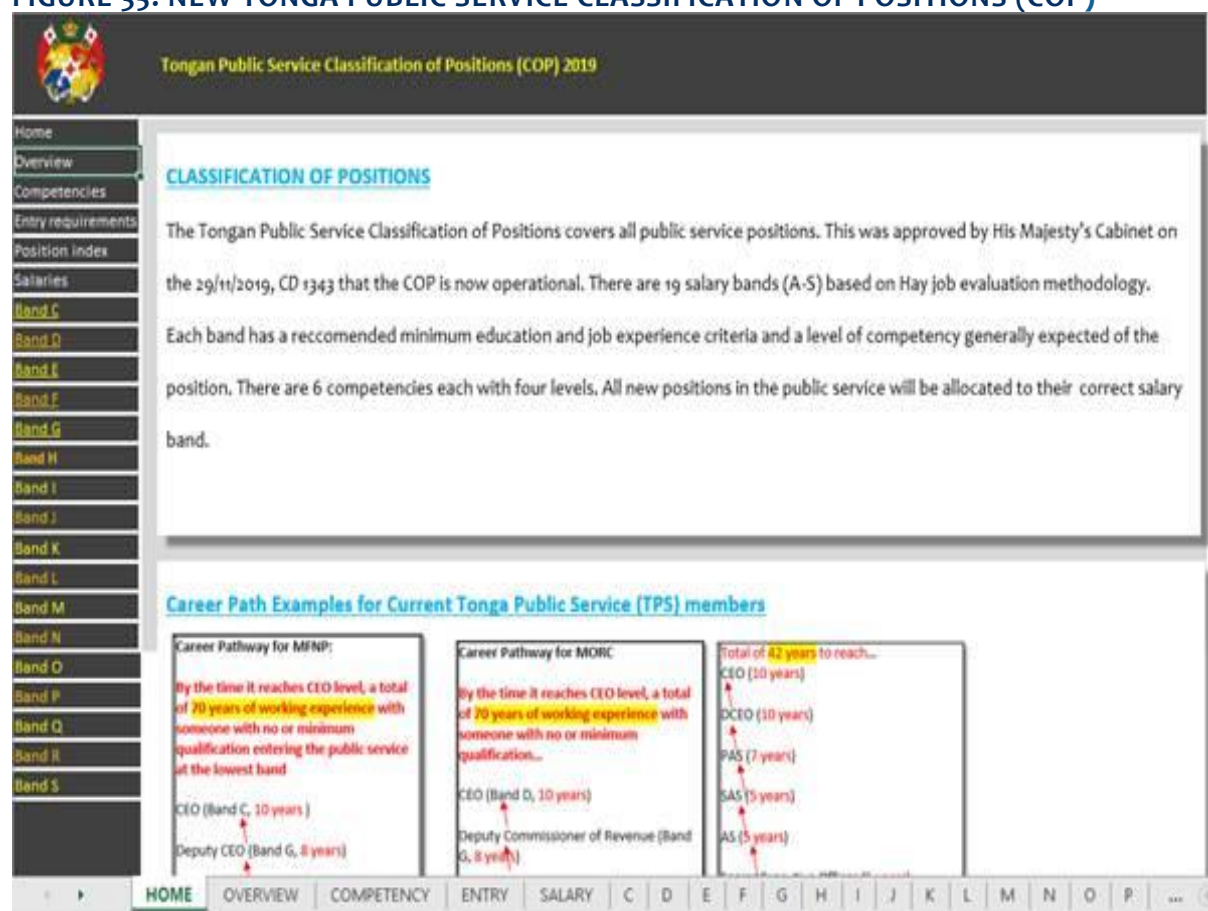 FIGURE 55: NEW TONGA PUBLIC SERVICE CLASSIFICATION OF POSITIONS (COP)
Tongan Public Service Classification of Positions (COP) 2019
Home
Overview
Competencies
Entry requirements
Position index
Salaries
Band C
Band D
Band E
Band F
Band G
Band H
Band I
Band J
Band K
Band L
Band M
Band N
Band O
Band P
Band Q
Band R
Band S
CLASSIFICATION OF POSITIONS
The Tongan Public Service Classification of Positions covers all public service positions. This was approved by His Majesty's Cabinet on
the 29/11/2019, CD 1343 that the COP is now operational. There are 19 salary bands (A-S) based on Hay job evaluation methodology.
Each band has a reccomended minimum education and job experience criteria and a level of competency generally expected of the
position. There are 6 competencies each with four levels. All new positions in the public service will be allocated to their correct salary
band.
Career Path Examples for Current Tonga Public Service (TPS) members
Career Pathway for MFNP:
By the time it reaches CEO level, a total
of 70 years of working experience with
someone with no or minimum
qualification entering the public service
at the lowest band
CEO (Band C, 10 years )
Deputy CEO (Band G, 8 years)
Career Pathway for MORC
By the time it reaches CEO level, a total
of 70 years of working experience with
someone with no or minimum
qualification...
CEO (Band D, 10 years)
Deputy Commissioner of Revenue (Band
G, 8 years)
Total of 42 years to reach...
CEO (10 years)
DCEO (10 years)
PAS (7 years)
SAS (5 years)
AS (5 years)
HOME OVERVIEW COMPETENCY ENTRY SALARY C D E F G H I J K L M N O P ...